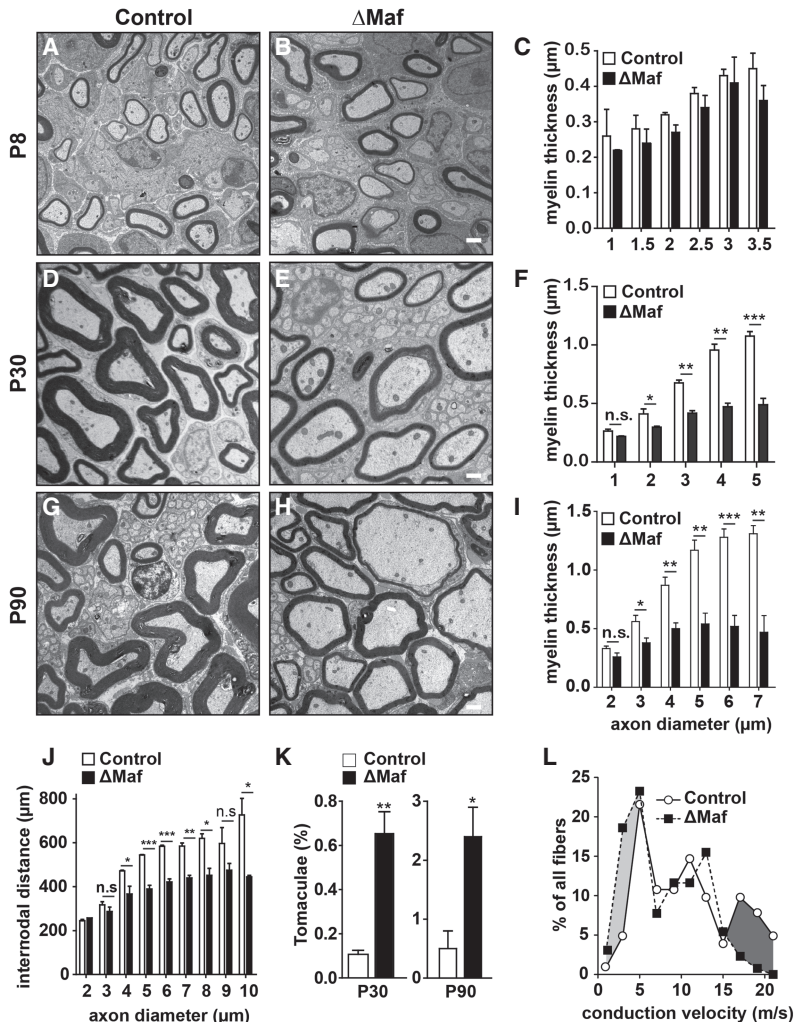 Control
ΔMaf
P8
A
B
C
myelin thickness (µm)
0.5
0.4
0.3
0.2
0.1
0.0
Control
ΔMaf
1 1.5 2 2.5 3 3.5
P30
D
E
F
myelin thickness (µm)
1.5
1.0
0.5
0.0
Control
ΔMaf
n.s. * ** ** ***
1 2 3 4 5
P90
G
H
I
myelin thickness (µm)
1.5
1.0
0.5
0.0
Control
ΔMaf
n.s. * ** ** *** **
2 3 4 5 6 7
axon diameter (µm)
J
Control
ΔMaf
internodal distance (µm)
800
600
400
200
0
n.s * *** *** ** * n.s *
2 3 4 5 6 7 8 9 10
axon diameter (µm)
K
Control
ΔMaf
Tomaculae (%)
0.8
0.6
0.4
0.2
0.0
**
P30
3
2
1
0
*
P90
L
Control
ΔMaf
% of all fibers
25
20
15
10
5
0
0 5 10 15 20
conduction velocity (m/s)